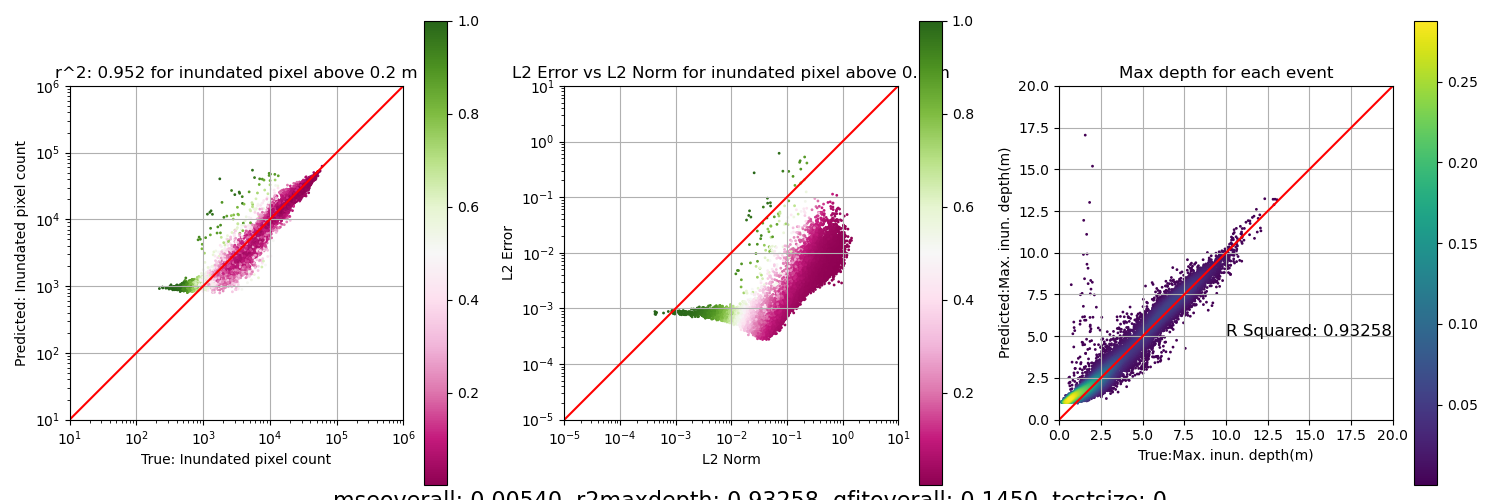 r^2: 0.952 for inundated pixel above 0.2 m
10^6
10^5
10^4
10^3
10^2
10^1
10^1 10^2 10^3 10^4 10^5 10^6
Predicted: Inundated pixel count
True: Inundated pixel count
1.0
0.8
0.6
0.4
0.2
L2 Error vs L2 Norm for inundated pixel above 0.
10^1
10^0
10^-1
10^-2
10^-3
10^-4
10^-5
10^-5 10^-4 10^-3 10^-2 10^-1 10^0 10^1
L2 Error
L2 Norm
1.0
0.8
0.6
0.4
0.2
Max depth for each event
20.0
17.5
15.0
12.5
10.0
7.5
5.0
2.5
0.0
0.0 2.5 5.0 7.5 10.0 12.5 15.0 17.5 20.0
Predicted:Max. inun. depth(m)
R Squared: 0.93258
True:Max. inun. depth(m)
0.25
0.20
0.15
0.10
0.05
mseoverall: 0.00540, r2maxdepth: 0.93258, gfitoverall: 0.1450, testsize: 0